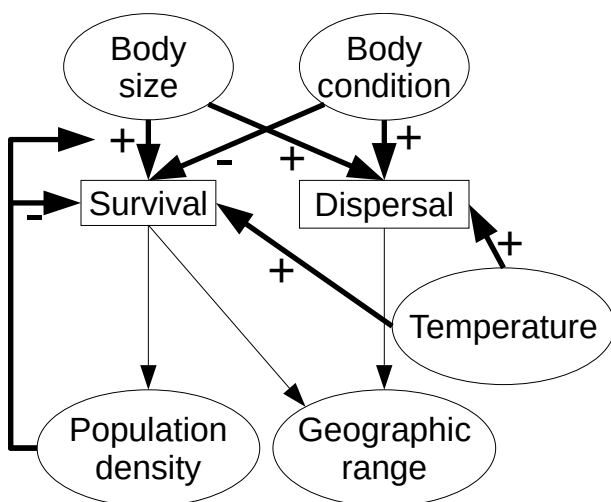 Body
size
Body
condition
+
-
+
+
-
Survival
Dispersal
+
+
Temperature
Population
density
Geographic
range